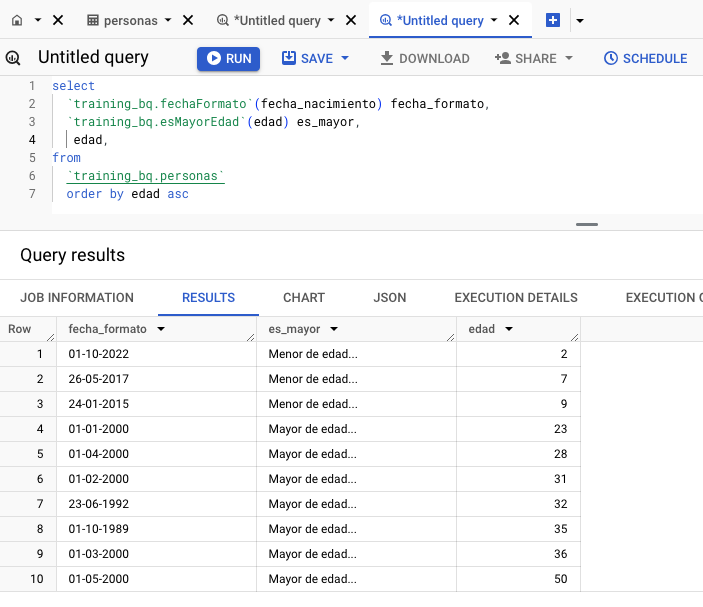 personas *Untitled query *Untitled query
Untitled query RUN SAVE DOWNLOAD SHARE SCHEDULE
1 select
2 `training_bq.fechaFormato`(fecha_nacimiento) fecha_formato,
3 `training_bq.esMayorEdad`(edad) es_mayor,
4 edad,
5 from
6 `training_bq.personas`
7 order by edad asc
Query results
JOB INFORMATION RESULTS CHART JSON EXECUTION DETAILS EXECUTION
Row fecha_formato es_mayor edad
1 01-10-2022 Menor de edad... 2
2 26-05-2017 Menor de edad... 7
3 24-01-2015 Menor de edad... 9
4 01-01-2000 Mayor de edad... 23
5 01-04-2000 Mayor de edad... 28
6 01-02-2000 Mayor de edad... 31
7 23-06-1992 Mayor de edad... 32
8 01-10-1989 Mayor de edad... 35
9 01-03-2000 Mayor de edad... 36
10 01-05-2000 Mayor de edad... 50